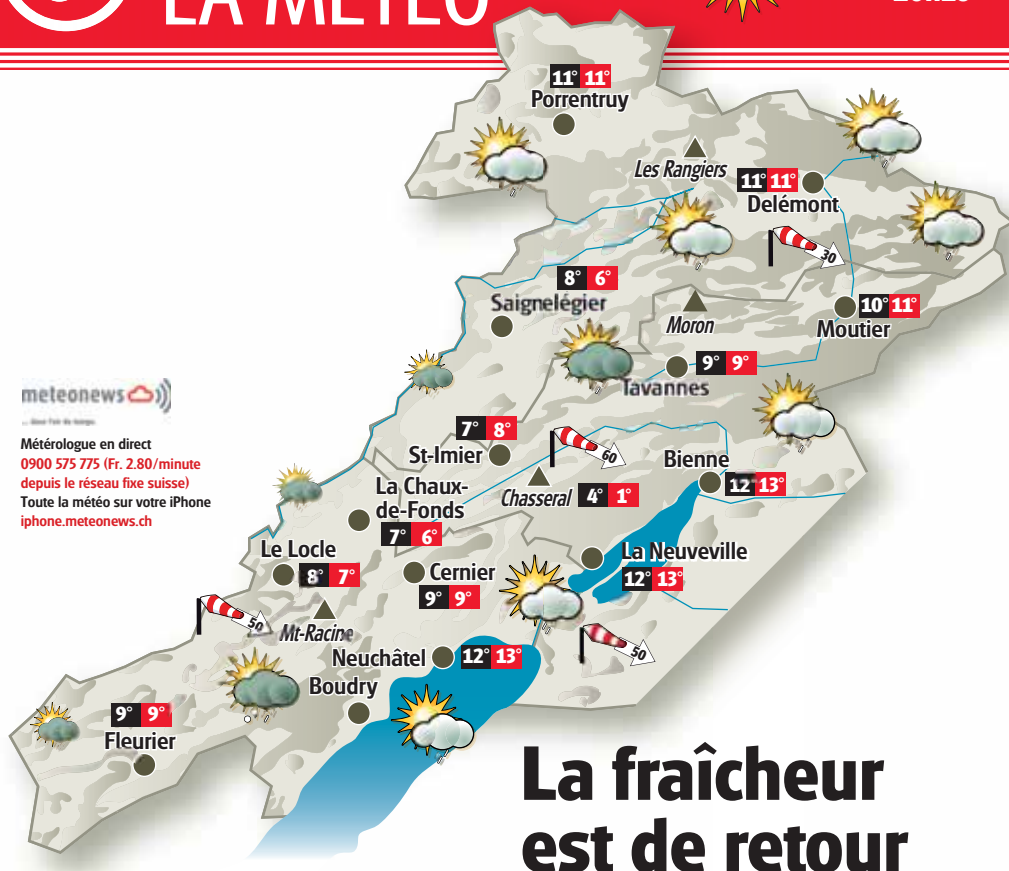 LA METEO
11° 11°
Porrentruy
Les Rangiers
11° 11°
Delémont
30
8° 6°
Saignelégier
Moron
10° 11°
Moutier
9° 9°
Tavannes
meteonews
Métérologue en direct
0900 575 775 (Fr. 2.80/minute
depuis le réseau fixe suisse)
Toute la météo sur votre iPhone
iphone.meteonews.ch
7° 8°
St-Imier
60
Bienne
12° 13°
Chasseral 4° 1°
La Chaux-
de-Fonds
7° 6°
Le Locle
8° 7°
Cernier
9° 9°
La Neuveville
12° 13°
50
Mt-Racine
50
Neuchâtel 12° 13°
Boudry
9° 9°
Fleurier
La fraîcheur
est de retour